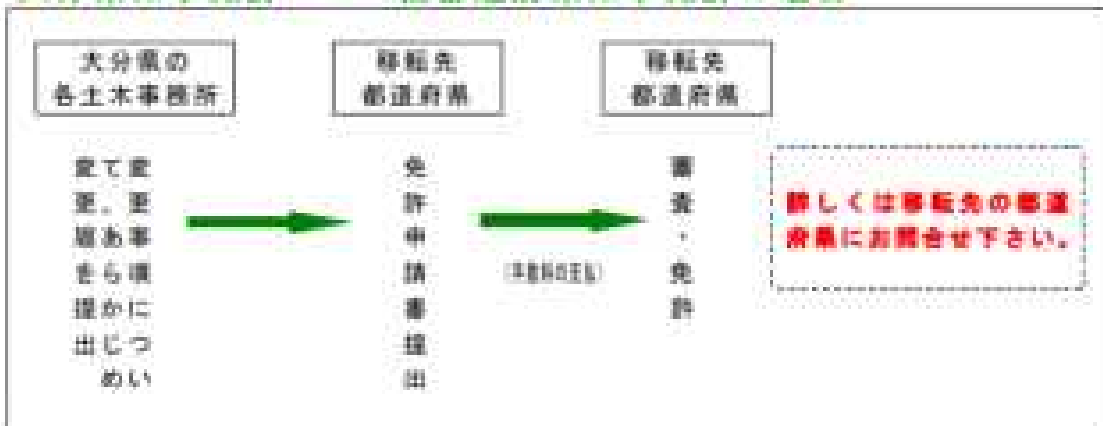 大分県の
各土木事務所
移転先
都道府県
移転先
都道府県
変更事項につい
て、あらかじめ
変更届を提出
免許申請書提出
審査・免許
詳しくは移転先の都道
府県にお問合せ下さい。